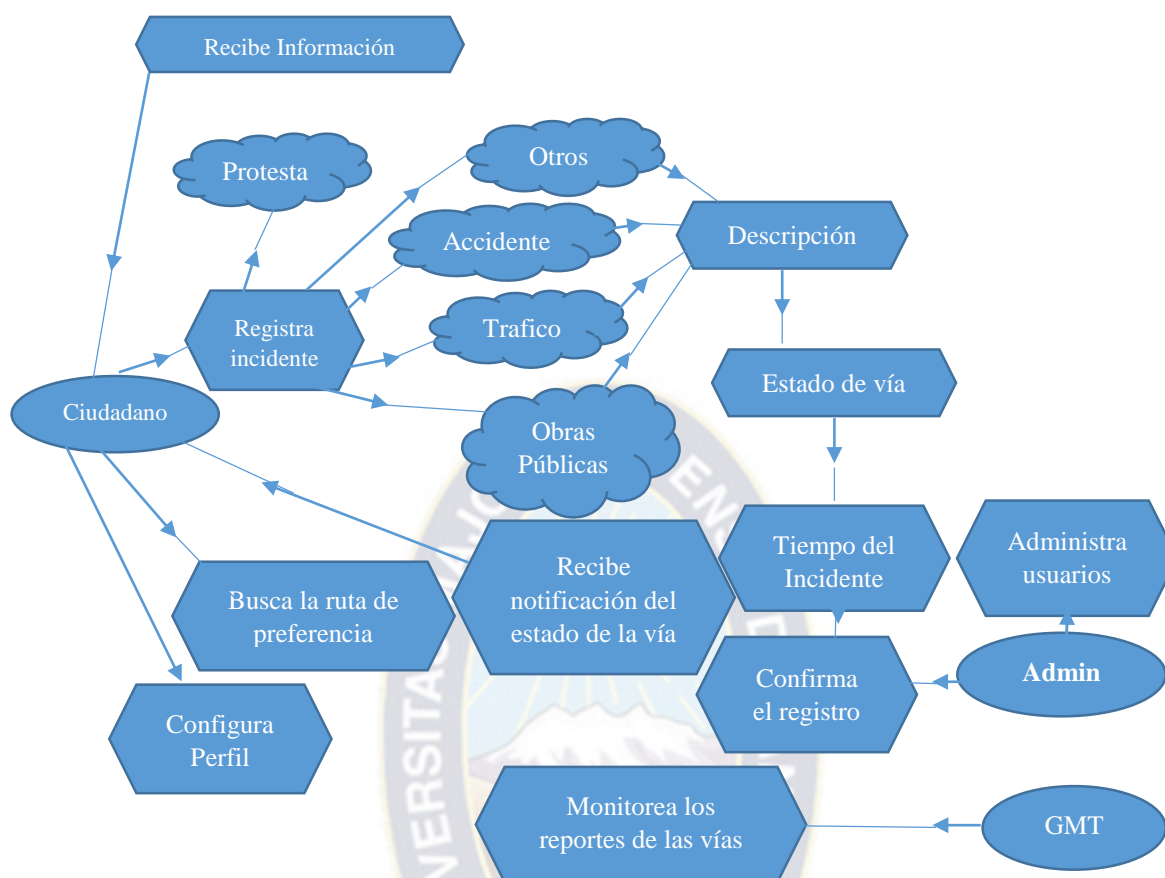 Recibe Información
Protesta
Otros
Accidente
Descripción
Registra
incidente
Trafico
Estado de vía
Ciudadano
Obras
Públicas
Tiempo del
Incidente
Administra
usuarios
Recibe
notificación del
estado de la vía
Busca la ruta de
preferencia
Confirma
el registro
Admin
Configura
Perfil
Monitorea los
reportes de las vías
GMT